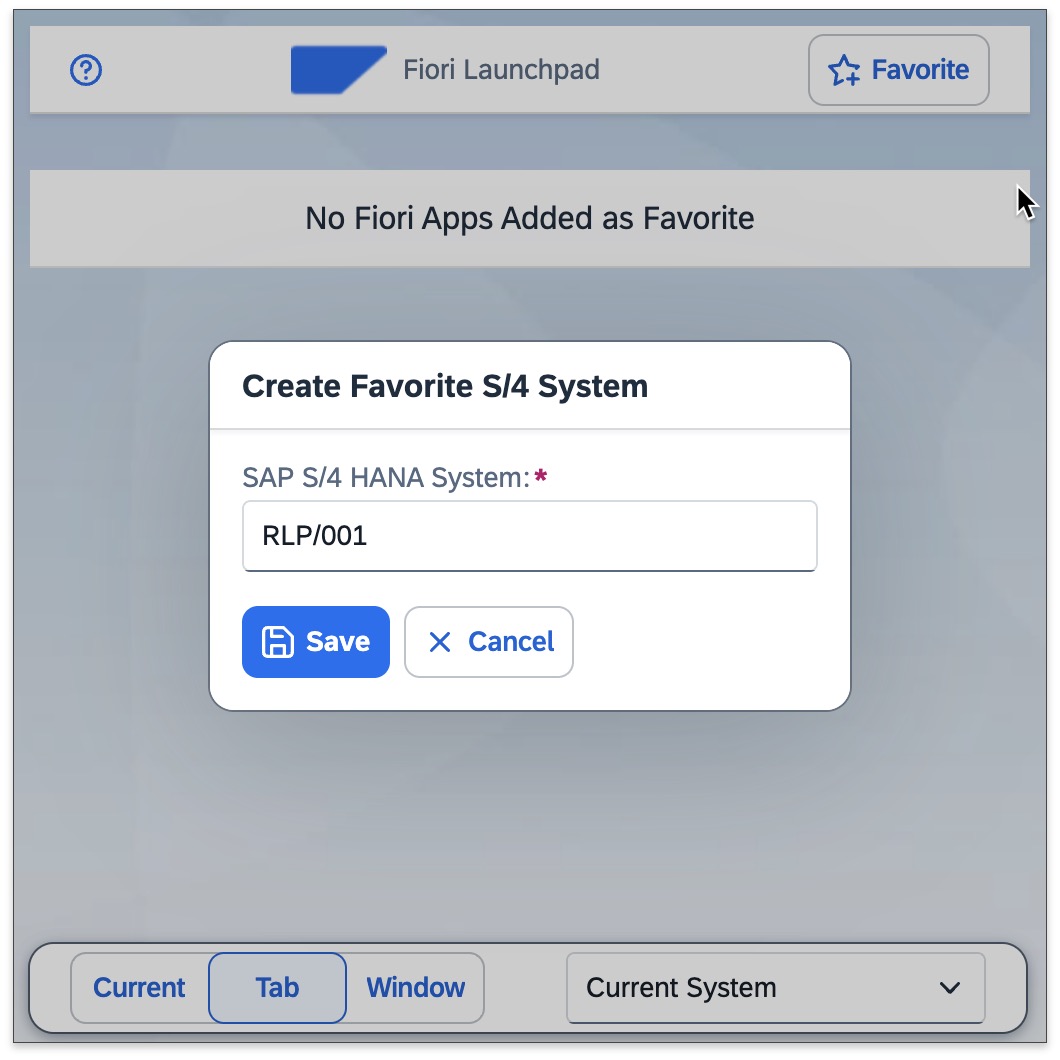 Fiori Launchpad
Favorite
No Fiori Apps Added as Favorite
Create Favorite S/4 System
SAP S/4 HANA System:*
RLP/001
Save
Cancel
Current
Tab
Window
Current System